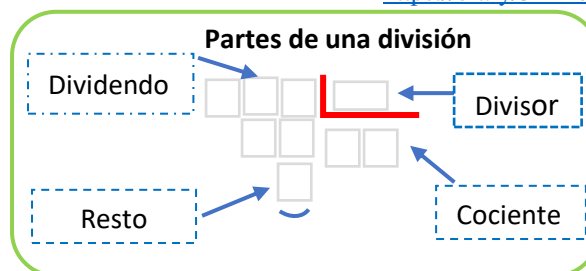 Partes de una división
Dividendo
Divisor
Resto
Cociente